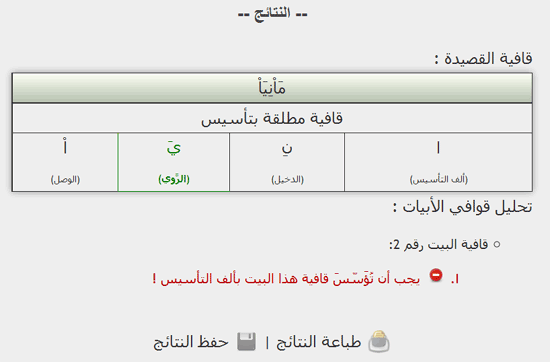 -- النتائج --
قافية القصيدة :
مَاْنِيَاْ
قافية مطلقة بتأسيس
ا نِ يَ اْ
(ألف التأسيس) (الدخيل) (الرَّوِي) (الوصل)
تحليل قوافي الأبيات :
قافية البيت رقم 2:
١. يجب أن تُؤَسّسَ قافية هذا البيت بألف التأسيس !
طباعة النتائج | حفظ النتائج